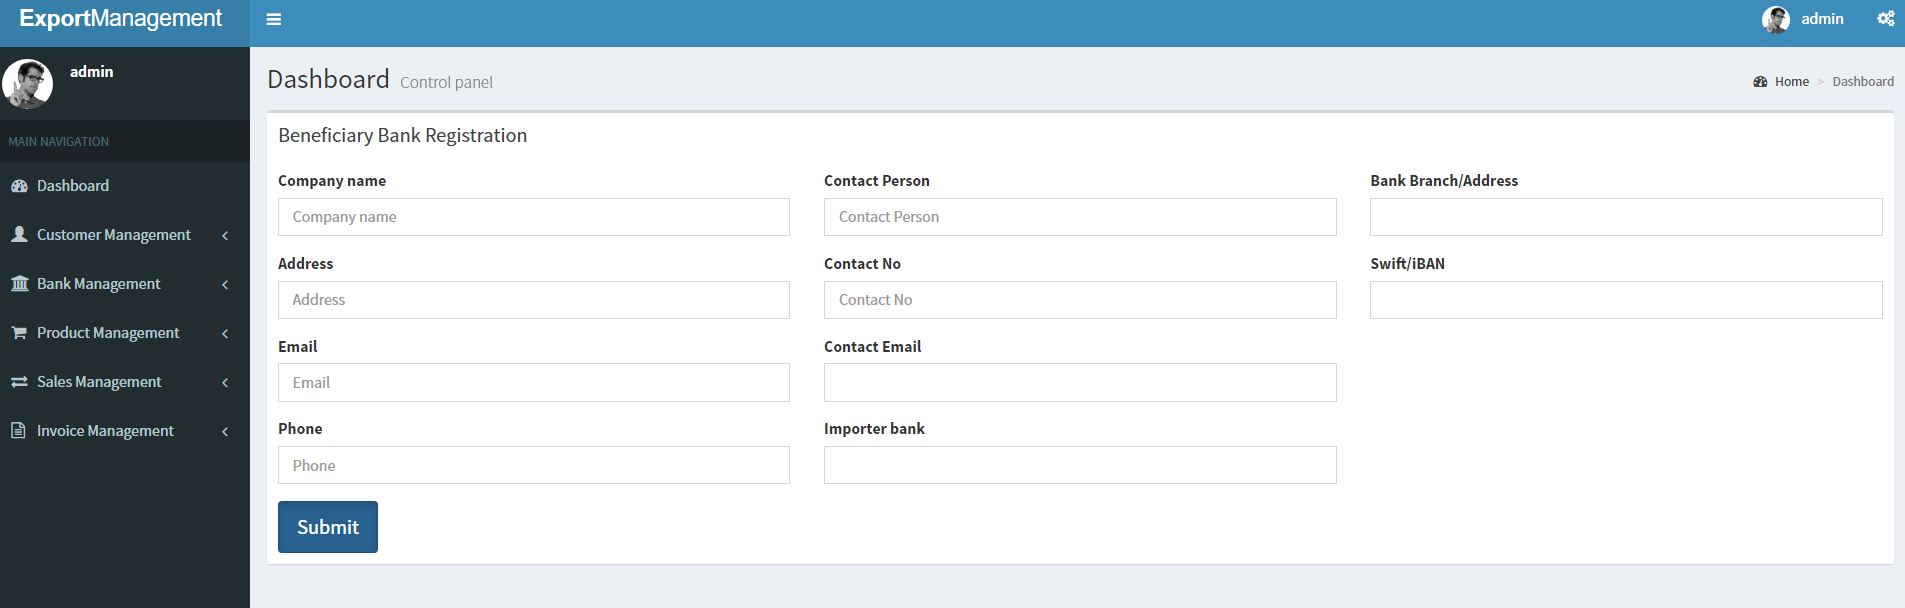 ExportManagement
admin
admin
MAIN NAVIGATION
Dashboard
Customer Management
Bank Management
Product Management
Sales Management
Invoice Management
Dashboard Control panel
Home > Dashboard
Beneficiary Bank Registration
Company name
Company name
Address
Address
Email
Email
Phone
Phone
Contact Person
Contact Person
Contact No
Contact No
Contact Email
Importer bank
Bank Branch/Address
Swift/iBAN
Submit